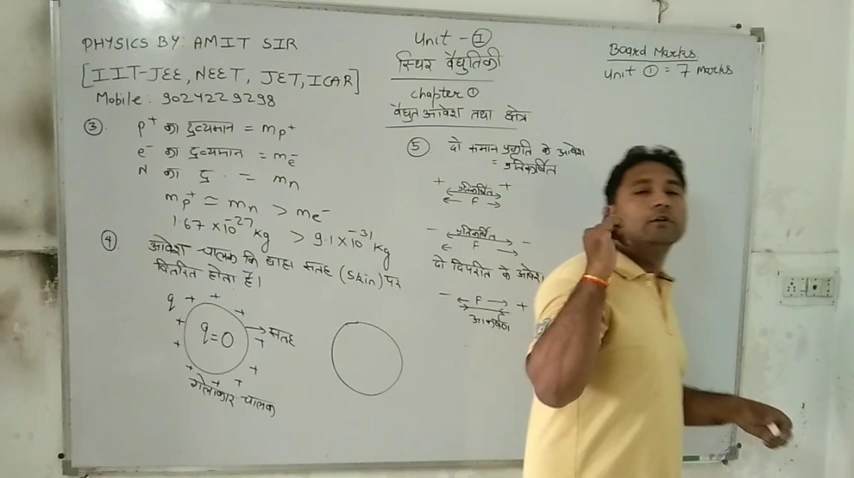 PHYSICS BY: AMIT SIR
[IIT-JEE, NEET, JET, ICAR]
Mobile: 9024229298
Unit - ①
स्थिर वैद्युतिकी
Chapter ①
वैद्युत आवेश तथा क्षेत्र
Board Marks
Unit ① = 7 Marks
③ p⁺ का द्रव्यमान = mp⁺
e⁻ का द्रव्यमान = me⁻
N का द्र. = mn
mp⁺ ≃ mn > me⁻
1.67 × 10⁻²⁷ kg > 9.1 × 10⁻³¹ kg
④ आवेश चालक कि बाह्य सतह (Skin) पर
वितरित होता है।
q + + +
+ q=0 → सतह
+ +
+ + + +
गोलाकार चालक
⑤ दो समान प्रकृति के आवेश
= प्रतिकर्षित
+ प्रतिकर्षित +
← F →
- प्रतिकर्षित -
← F →
दो विपरीत के आवेश
- ← F → +
आकर्षण